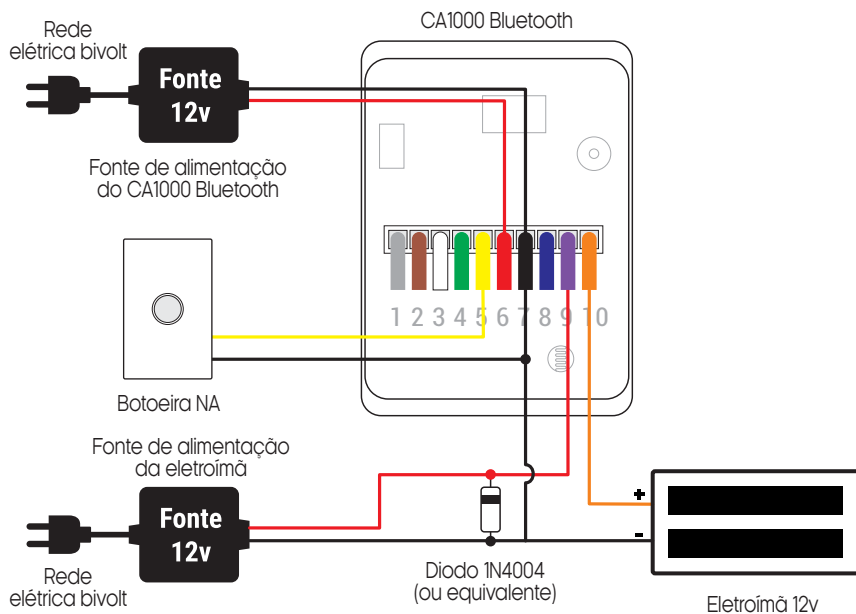 CA1000 Bluetooth
Rede
elétrica bivolt
Fonte
12v
Fonte de alimentação
do CA1000 Bluetooth
1 2 3 4 5 6 7 8 9 10
Botoeira NA
Fonte de alimentação
da eletroímã
Fonte
12v
Rede
elétrica bivolt
+
-
Diodo 1N4004
(ou equivalente)
Eletroímã 12v